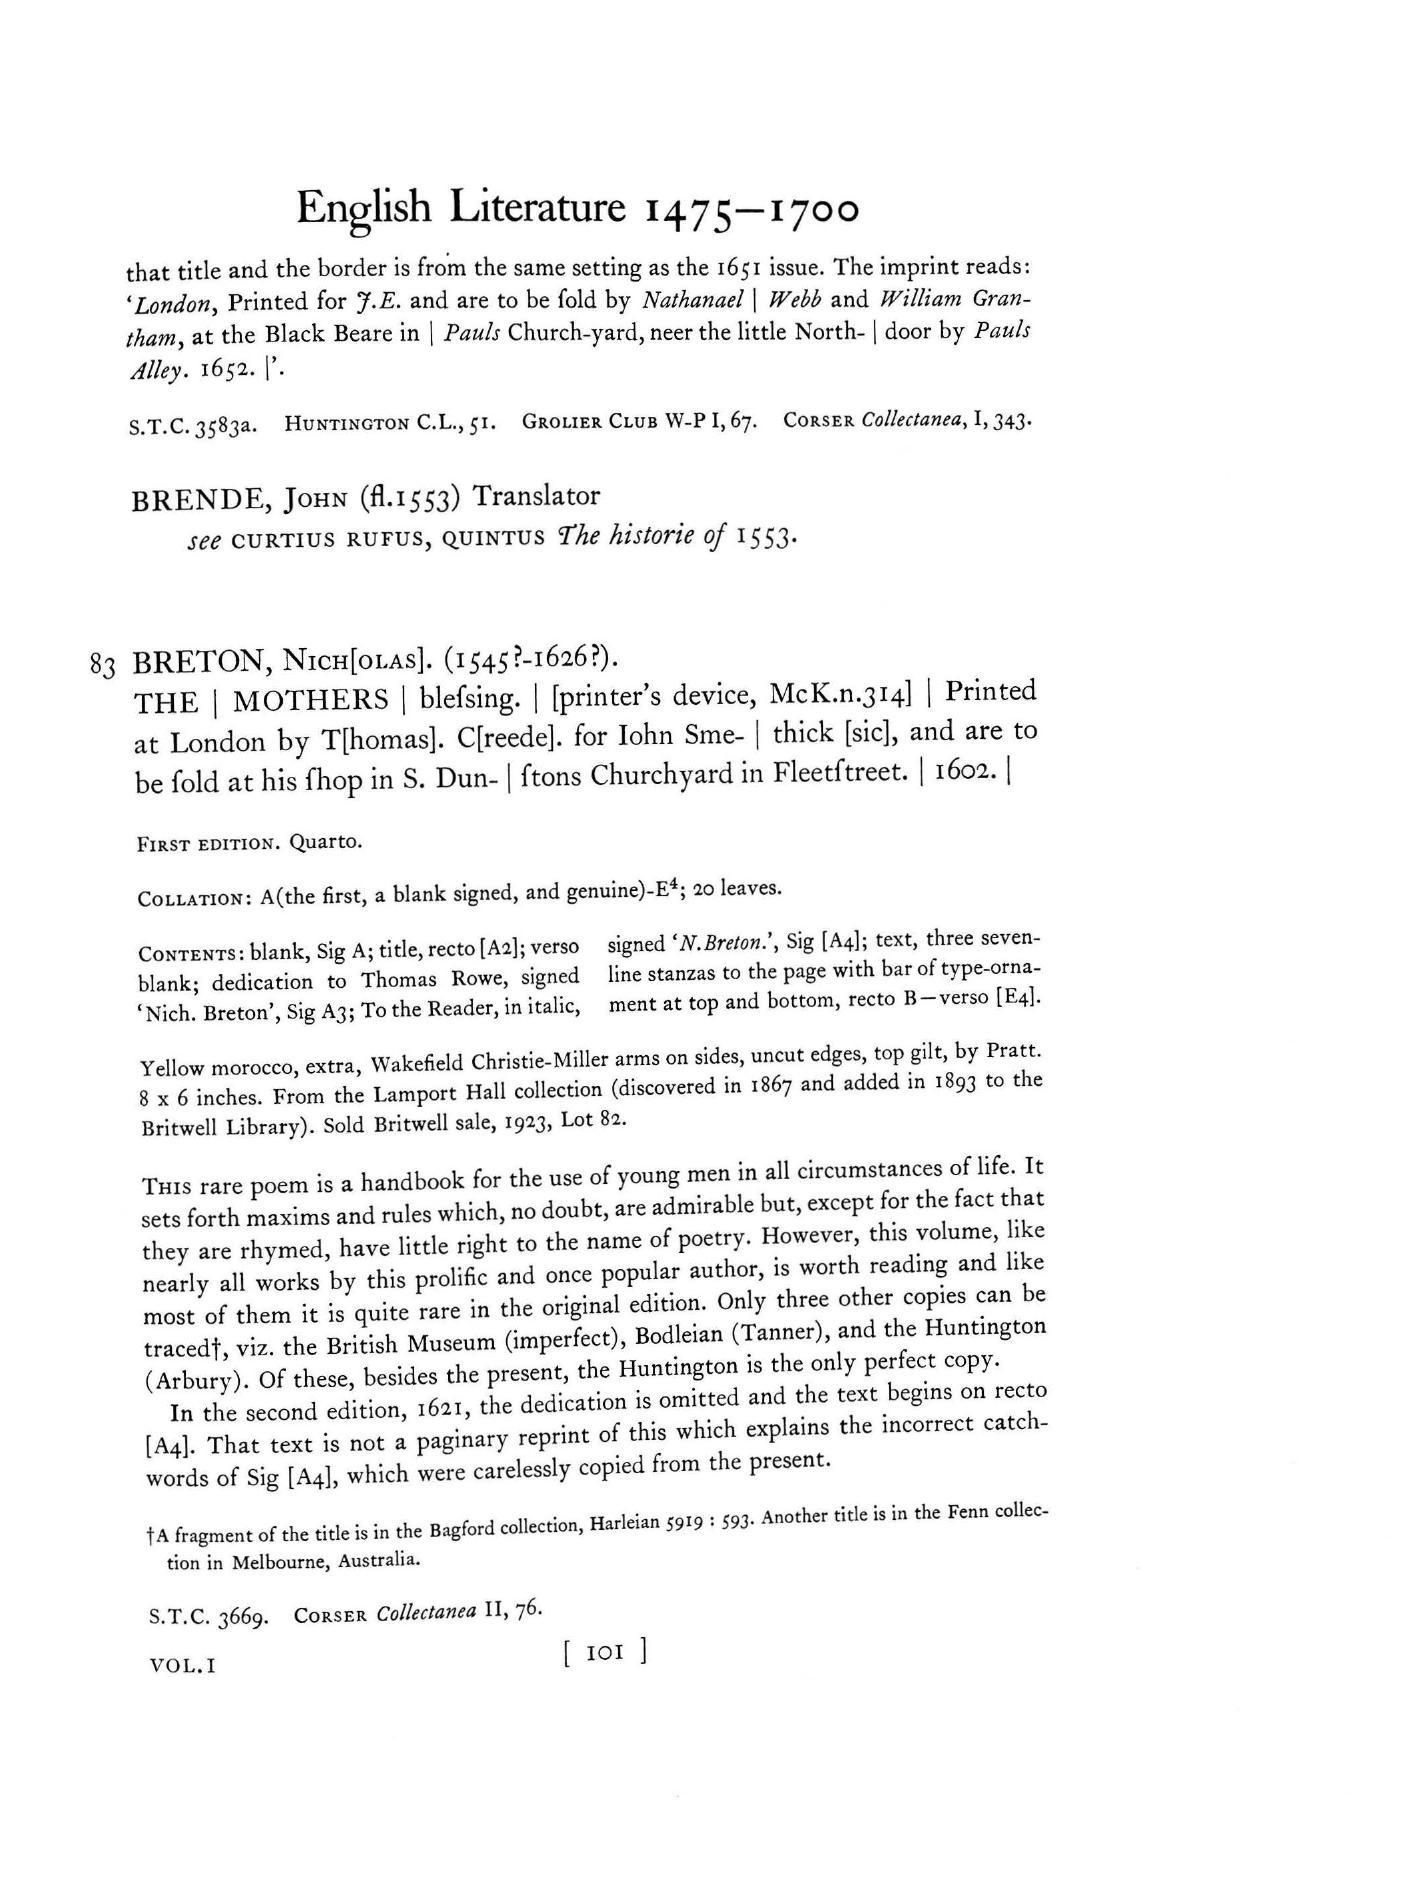 English Literature 1475—1700
that title and the border is from the same setting as the 1651 issue. The imprint reads:
‘London, Printed for J.E. and are to be ſold by Nathanael | Webb and William Gran-
tham, at the Black Beare in | Pauls Church-yard, neer the little North- | door by Pauls
Alley. 1652. |’.
S.T.C. 3583a. HUNTINGTON C.L., 51. GROLIER CLUB W-P I, 67. CORSER Collectanea, I, 343.
BRENDE, JOHN (fl.1553) Translator
see CURTIUS RUFUS, QUINTUS The historie of 1553.
83 BRETON, NICH[OLAS]. (1545?-1626?).
THE | MOTHERS | bleſsing. | [printer's device, McK.n.314] | Printed
at London by T[homas]. C[reede]. for Iohn Sme- | thick [sic], and are to
be ſold at his ſhop in S. Dun- | ſtons Churchyard in Fleetſtreet. | 1602. |
FIRST EDITION. Quarto.
COLLATION: A(the first, a blank signed, and genuine)-E⁴; 20 leaves.
CONTENTS: blank, Sig A; title, recto [A2]; verso
blank; dedication to Thomas Rowe, signed
‘Nich. Breton’, Sig A3; To the Reader, in italic,
signed ‘N.Breton.’, Sig [A4]; text, three seven-
line stanzas to the page with bar of type-orna-
ment at top and bottom, recto B—verso [E4].
Yellow morocco, extra, Wakefield Christie-Miller arms on sides, uncut edges, top gilt, by Pratt.
8 x 6 inches. From the Lamport Hall collection (discovered in 1867 and added in 1893 to the
Britwell Library). Sold Britwell sale, 1923, Lot 82.
THIS rare poem is a handbook for the use of young men in all circumstances of life. It
sets forth maxims and rules which, no doubt, are admirable but, except for the fact that
they are rhymed, have little right to the name of poetry. However, this volume, like
nearly all works by this prolific and once popular author, is worth reading and like
most of them it is quite rare in the original edition. Only three other copies can be
traced†, viz. the British Museum (imperfect), Bodleian (Tanner), and the Huntington
(Arbury). Of these, besides the present, the Huntington is the only perfect copy.
In the second edition, 1621, the dedication is omitted and the text begins on recto
[A4]. That text is not a paginary reprint of this which explains the incorrect catch-
words of Sig [A4], which were carelessly copied from the present.
†A fragment of the title is in the Bagford collection, Harleian 5919 : 593. Another title is in the Fenn collec-
tion in Melbourne, Australia.
S.T.C. 3669. CORSER Collectanea II, 76.
VOL.I [ 101 ]